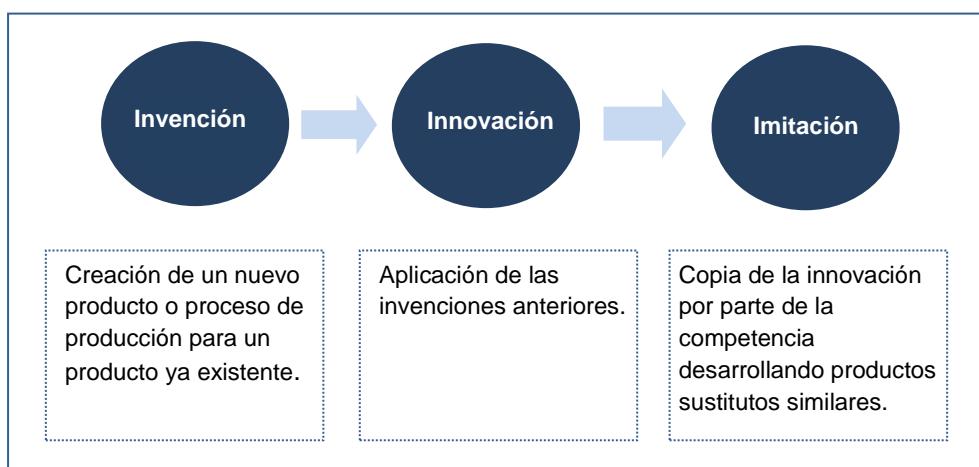 Invención
Innovación
Imitación
Creación de un nuevo
producto o proceso de
producción para un
producto ya existente.
Aplicación de las
invenciones anteriores.
Copia de la innovación
por parte de la
competencia
desarrollando productos
sustitutos similares.